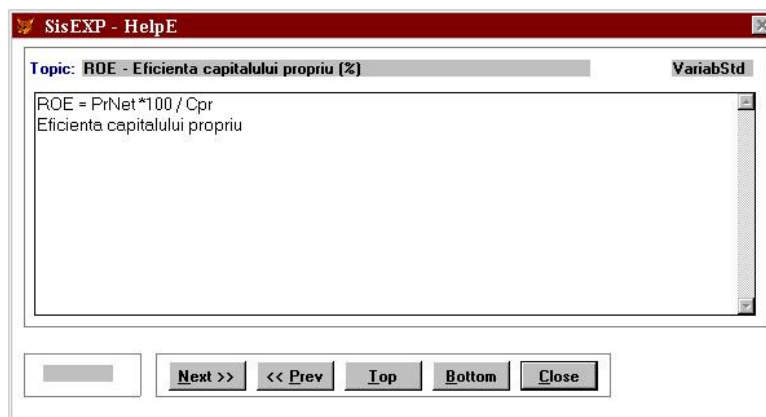 SisEXP - HelpE
Topic: ROE - Eficienta capitalului propriu (%) VariabStd
ROE = PrNet *100 / Cpr
Eficienta capitalului propriu
Next >> << Prev Top Bottom Close